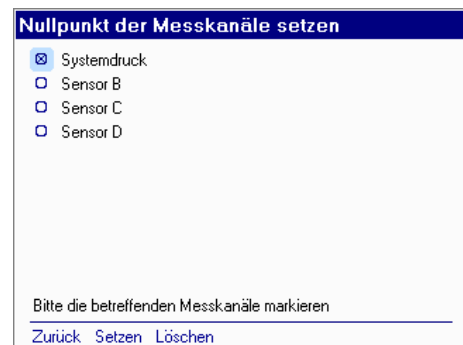 Nullpunkt der Messkanäle setzen
Systemdruck
Sensor B
Sensor C
Sensor D
Bitte die betreffenden Messkanäle markieren
Zurück Setzen Löschen